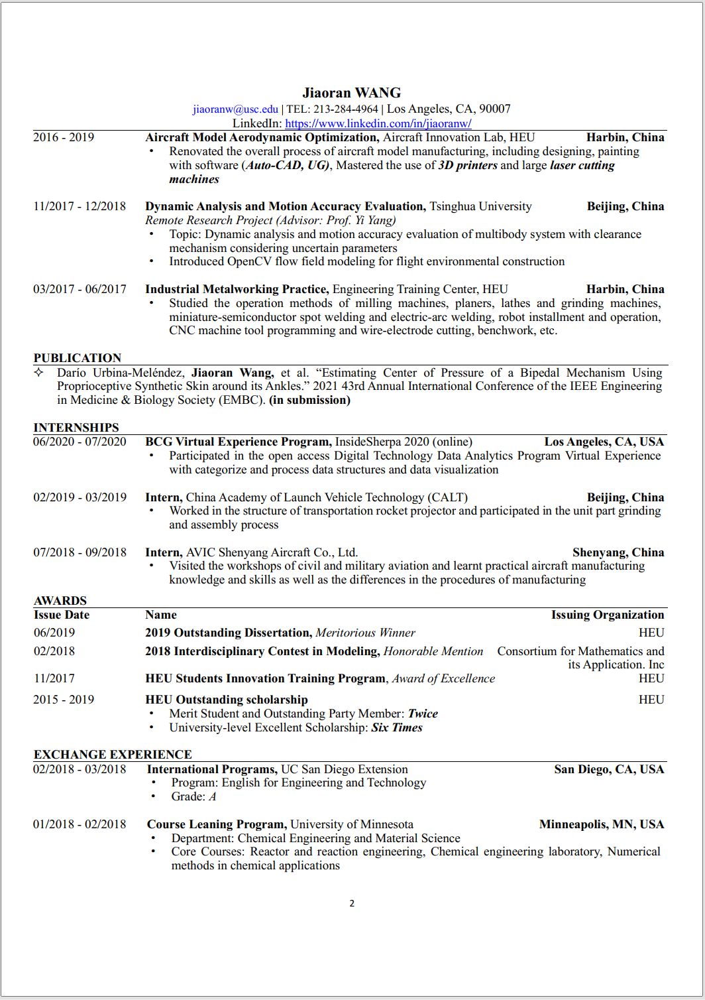 Jiaoran WANG
jiaoranw@usc.edu | TEL: 213-284-4964 | Los Angeles, CA, 90007
LinkedIn: https://www.linkedin.com/in/jiaoranw/
2016 - 2019 Aircraft Model Aerodynamic Optimization, Aircraft Innovation Lab, HEU Harbin, China
• Renovated the overall process of aircraft model manufacturing, including designing, painting
with software (Auto-CAD, UG), Mastered the use of 3D printers and large laser cutting
machines
11/2017 - 12/2018 Dynamic Analysis and Motion Accuracy Evaluation, Tsinghua University Beijing, China
Remote Research Project (Advisor: Prof. Yi Yang)
• Topic: Dynamic analysis and motion accuracy evaluation of multibody system with clearance
mechanism considering uncertain parameters
• Introduced OpenCV flow field modeling for flight environmental construction
03/2017 - 06/2017 Industrial Metalworking Practice, Engineering Training Center, HEU Harbin, China
• Studied the operation methods of milling machines, planers, lathes and grinding machines,
miniature-semiconductor spot welding and electric-arc welding, robot installment and operation,
CNC machine tool programming and wire-electrode cutting, benchwork, etc.
PUBLICATION
✧ Darío Urbina-Meléndez, Jiaoran Wang, et al. “Estimating Center of Pressure of a Bipedal Mechanism Using
Proprioceptive Synthetic Skin around its Ankles.” 2021 43rd Annual International Conference of the IEEE Engineering
in Medicine & Biology Society (EMBC). (in submission)
INTERNSHIPS
06/2020 - 07/2020 BCG Virtual Experience Program, InsideSherpa 2020 (online) Los Angeles, CA, USA
• Participated in the open access Digital Technology Data Analytics Program Virtual Experience
with categorize and process data structures and data visualization
02/2019 - 03/2019 Intern, China Academy of Launch Vehicle Technology (CALT) Beijing, China
• Worked in the structure of transportation rocket projector and participated in the unit part grinding
and assembly process
07/2018 - 09/2018 Intern, AVIC Shenyang Aircraft Co., Ltd. Shenyang, China
• Visited the workshops of civil and military aviation and learnt practical aircraft manufacturing
knowledge and skills as well as the differences in the procedures of manufacturing
AWARDS
Issue Date Name Issuing Organization
06/2019 2019 Outstanding Dissertation, Meritorious Winner HEU
02/2018 2018 Interdisciplinary Contest in Modeling, Honorable Mention Consortium for Mathematics and
its Application. Inc
11/2017 HEU Students Innovation Training Program, Award of Excellence HEU
2015 - 2019 HEU Outstanding scholarship HEU
• Merit Student and Outstanding Party Member: Twice
• University-level Excellent Scholarship: Six Times
EXCHANGE EXPERIENCE
02/2018 - 03/2018 International Programs, UC San Diego Extension San Diego, CA, USA
• Program: English for Engineering and Technology
• Grade: A
01/2018 - 02/2018 Course Leaning Program, University of Minnesota Minneapolis, MN, USA
• Department: Chemical Engineering and Material Science
• Core Courses: Reactor and reaction engineering, Chemical engineering laboratory, Numerical
methods in chemical applications
2